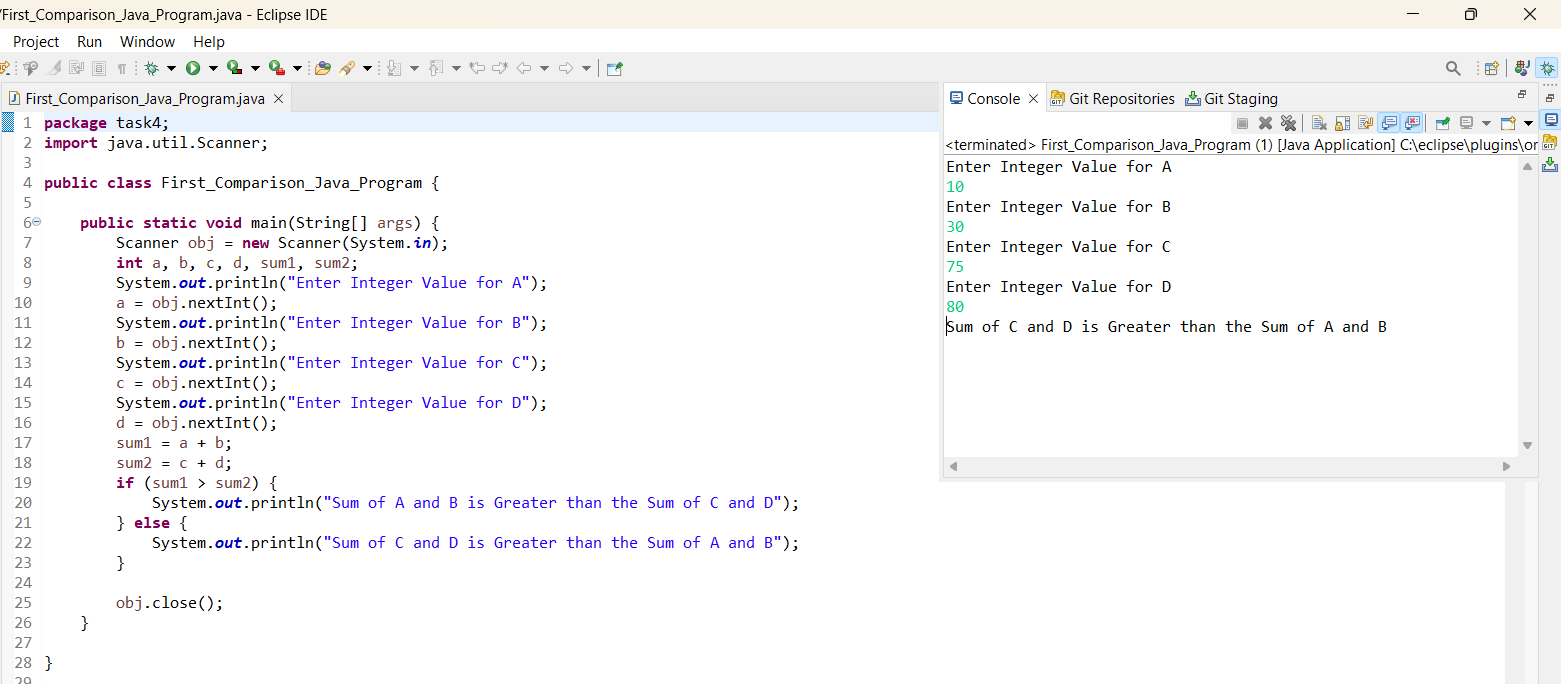 /First_Comparison_Java_Program.java - Eclipse IDE
Project Run Window Help
First_Comparison_Java_Program.java
1 package task4;
2 import java.util.Scanner;
3
4 public class First_Comparison_Java_Program {
5
6 public static void main(String[] args) {
7 Scanner obj = new Scanner(System.in);
8 int a, b, c, d, sum1, sum2;
9 System.out.println("Enter Integer Value for A");
10 a = obj.nextInt();
11 System.out.println("Enter Integer Value for B");
12 b = obj.nextInt();
13 System.out.println("Enter Integer Value for C");
14 c = obj.nextInt();
15 System.out.println("Enter Integer Value for D");
16 d = obj.nextInt();
17 sum1 = a + b;
18 sum2 = c + d;
19 if (sum1 > sum2) {
20 System.out.println("Sum of A and B is Greater than the Sum of C and D");
21 } else {
22 System.out.println("Sum of C and D is Greater than the Sum of A and B");
23 }
24
25 obj.close();
26 }
27
28 }
29
Console Git Repositories Git Staging
<terminated> First_Comparison_Java_Program (1) [Java Application] C:\eclipse\plugins\or
Enter Integer Value for A
10
Enter Integer Value for B
30
Enter Integer Value for C
75
Enter Integer Value for D
80
Sum of C and D is Greater than the Sum of A and B